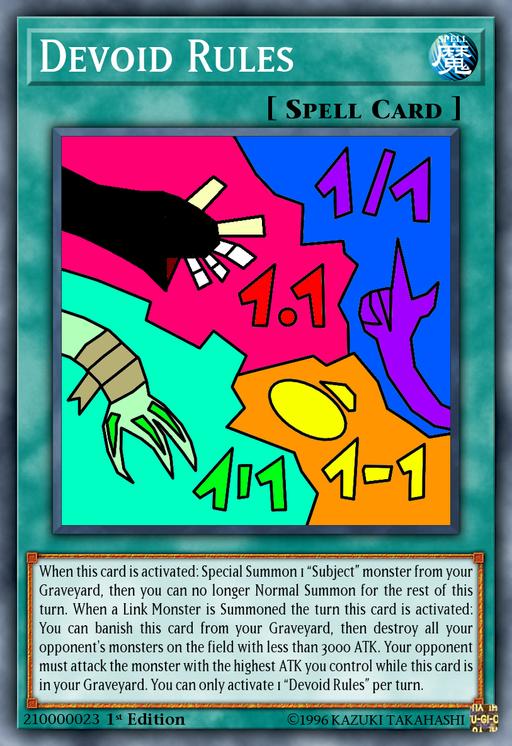 Devoid Rules
SPELL
魔
[ Spell Card ]
1/1
1.1
1'1
1-1
When this card is activated: Special Summon 1 "Subject" monster from your
Graveyard, then you can no longer Normal Summon for the rest of this
turn. When a Link Monster is Summoned the turn this card is activated:
You can banish this card from your Graveyard, then destroy all your
opponent's monsters on the field with less than 3000 ATK. Your opponent
must attack the monster with the highest ATK you control while this card is
in your Graveyard. You can only activate 1 "Devoid Rules" per turn.
210000023 1st Edition ©1996 KAZUKI TAKAHASHI